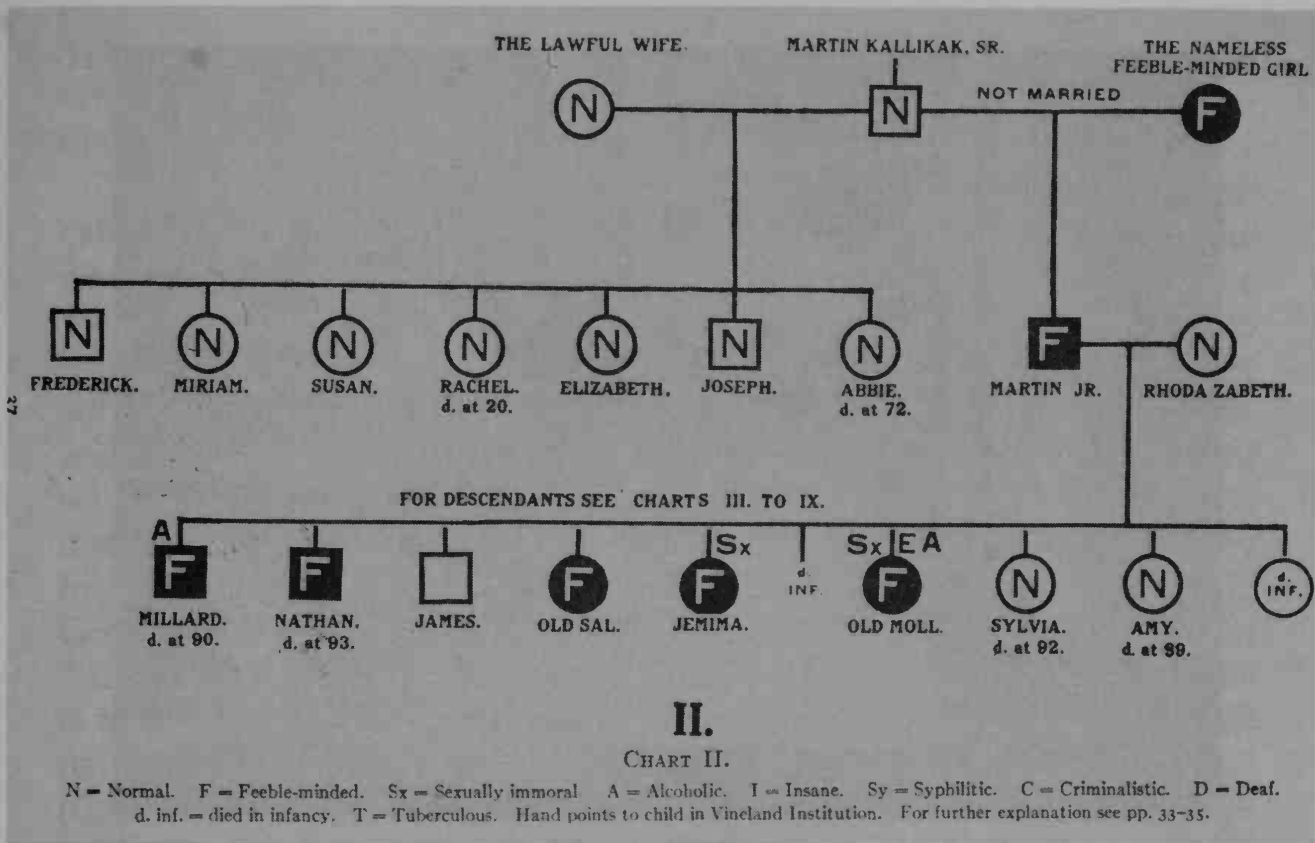 THE LAWFUL WIFE.
MARTIN KALLIKAK, SR.
THE NAMELESS
FEEBLE-MINDED GIRL
NOT MARRIED
N
N
F
N
N
N
N
N
N
N
F
N
FREDERICK.
MIRIAM.
SUSAN.
RACHEL.
d. at 20.
ELIZABETH.
JOSEPH.
ABBIE.
d. at 72.
MARTIN JR.
RHODA ZABETH.
27
FOR DESCENDANTS SEE CHARTS III. TO IX.
A
Sx
Sx E A
F
F
F
F
d.
INF.
F
N
N
d.
INF.
MILLARD.
d. at 90.
NATHAN.
d. at 93.
JAMES.
OLD SAL.
JEMIMA.
OLD MOLL.
SYLVIA.
d. at 92.
AMY.
d. at 89.
II.
CHART II.
N = Normal. F = Feeble-minded. Sx = Sexually immoral A = Alcoholic. I = Insane. Sy = Syphilitic. C = Criminalistic. D = Deaf.
d. inf. = died in infancy. T = Tuberculous. Hand points to child in Vineland Institution. For further explanation see pp. 33-35.